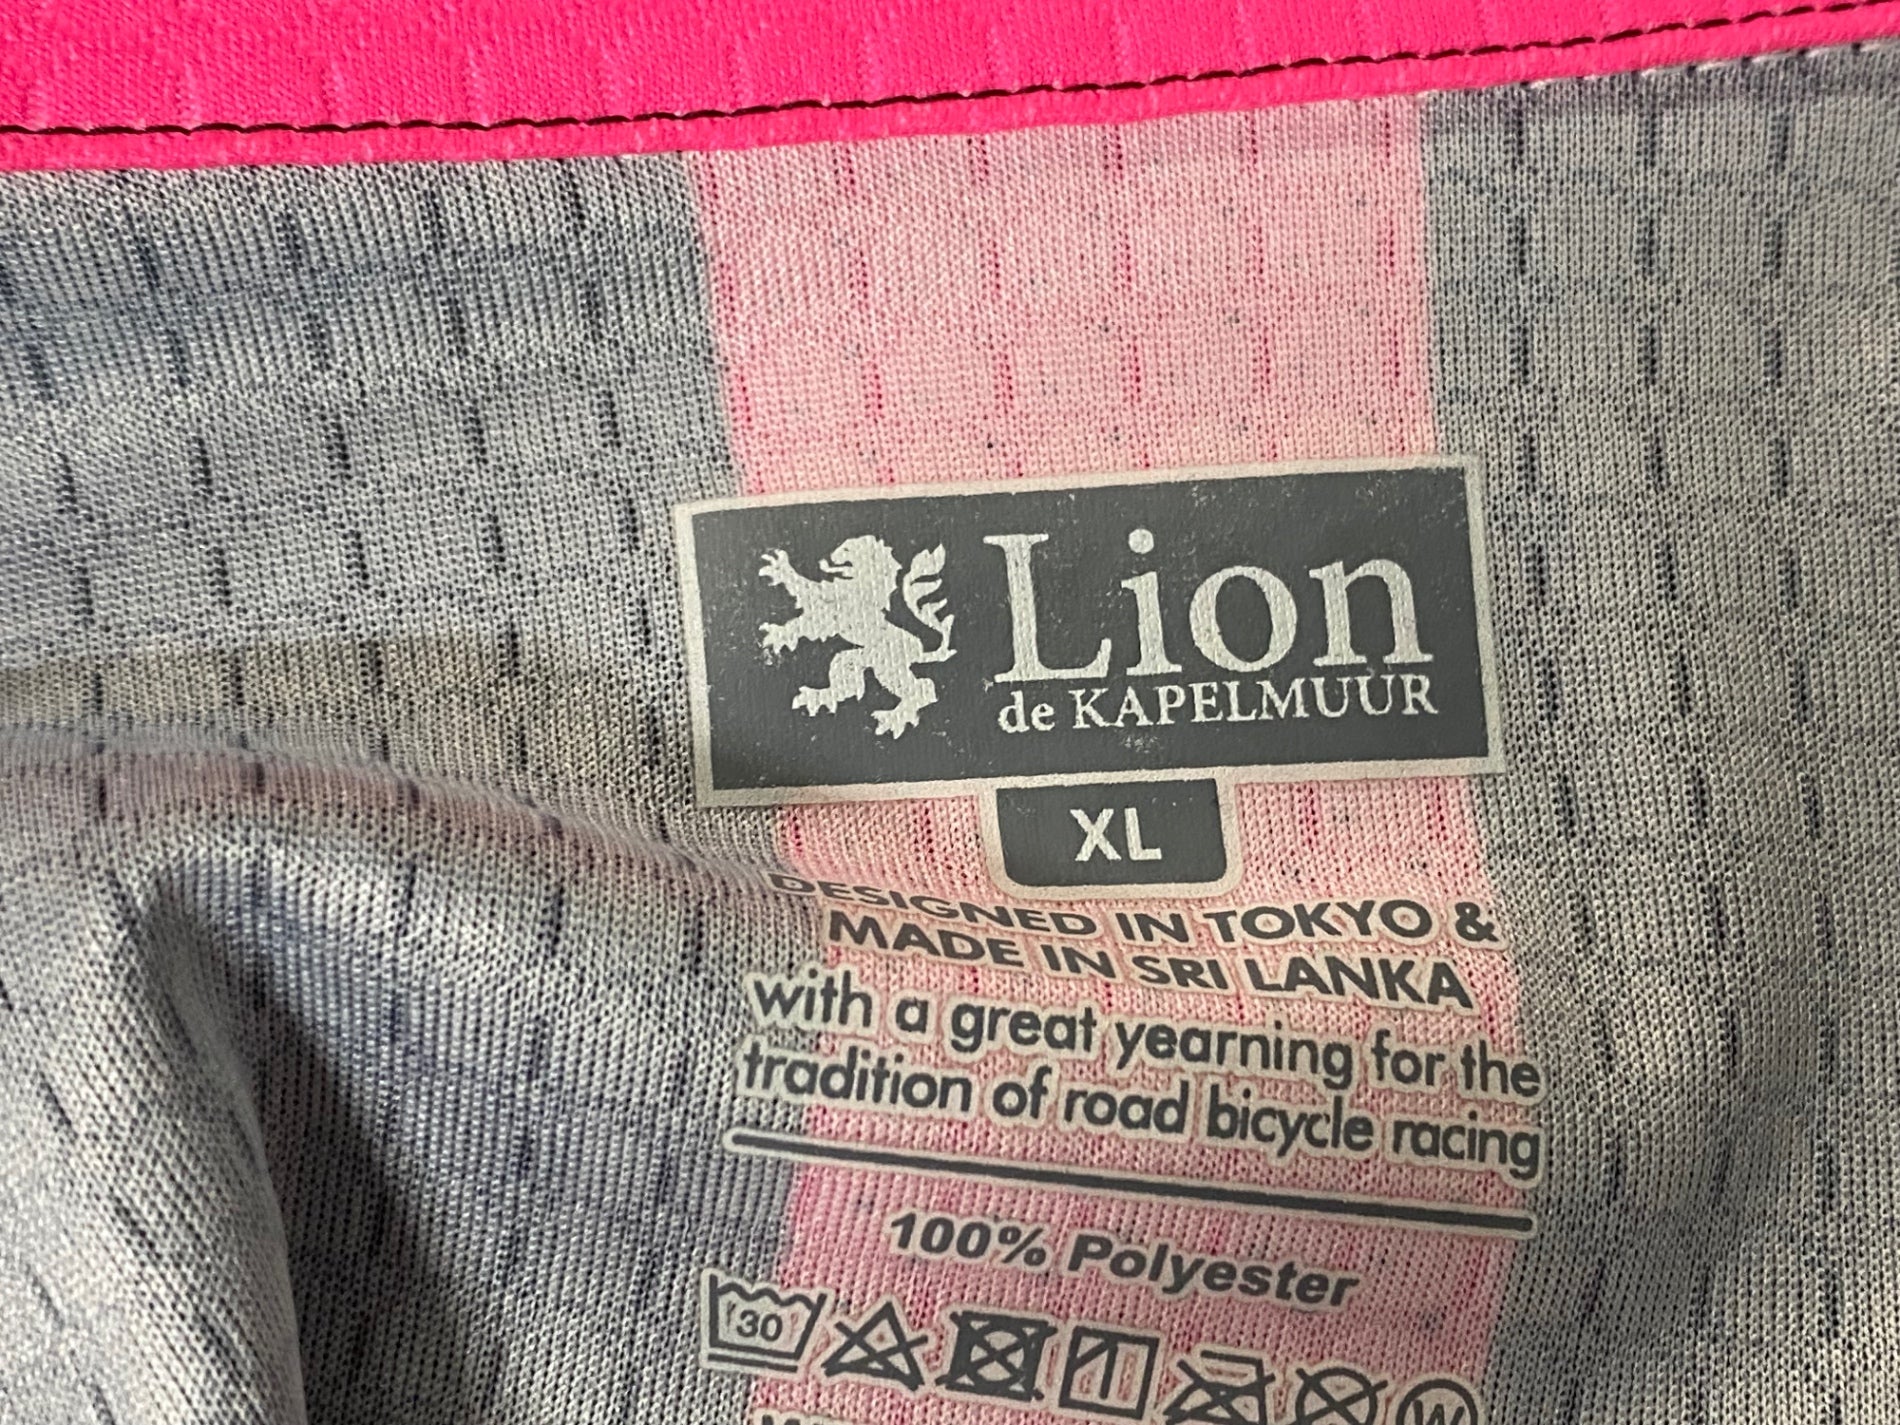 Lion
de KAPELMUUR
XL
DESIGNED IN TOKYO &
MADE IN SRI LANKA
with a great yearning for the
tradition of road bicycle racing
100% Polyester
30
W